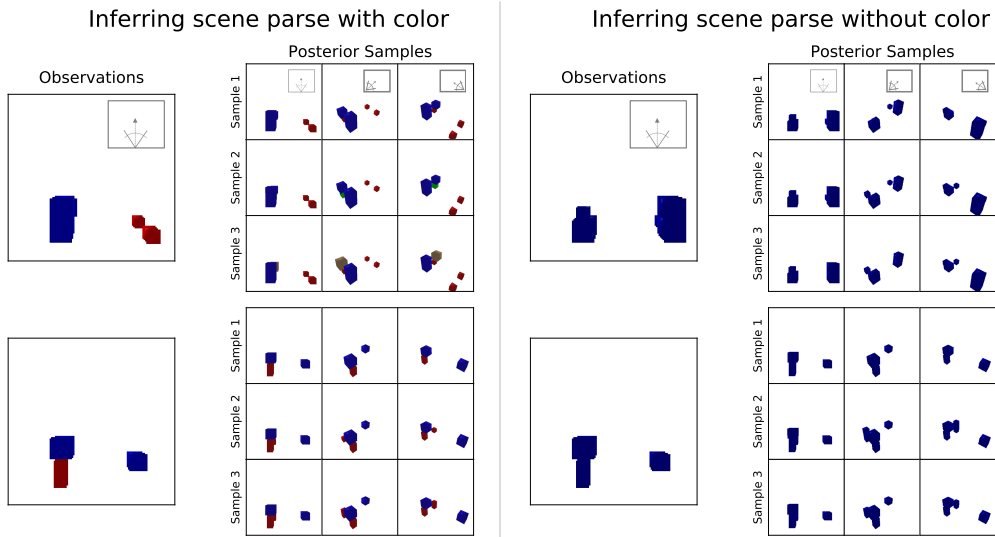 Inferring scene parse with color
Observations
Posterior Samples
Sample 1
Sample 2
Sample 3
Sample 1
Sample 2
Sample 3
Inferring scene parse without color
Observations
Posterior Samples
Sample 1
Sample 2
Sample 3
Sample 1
Sample 2
Sample 3